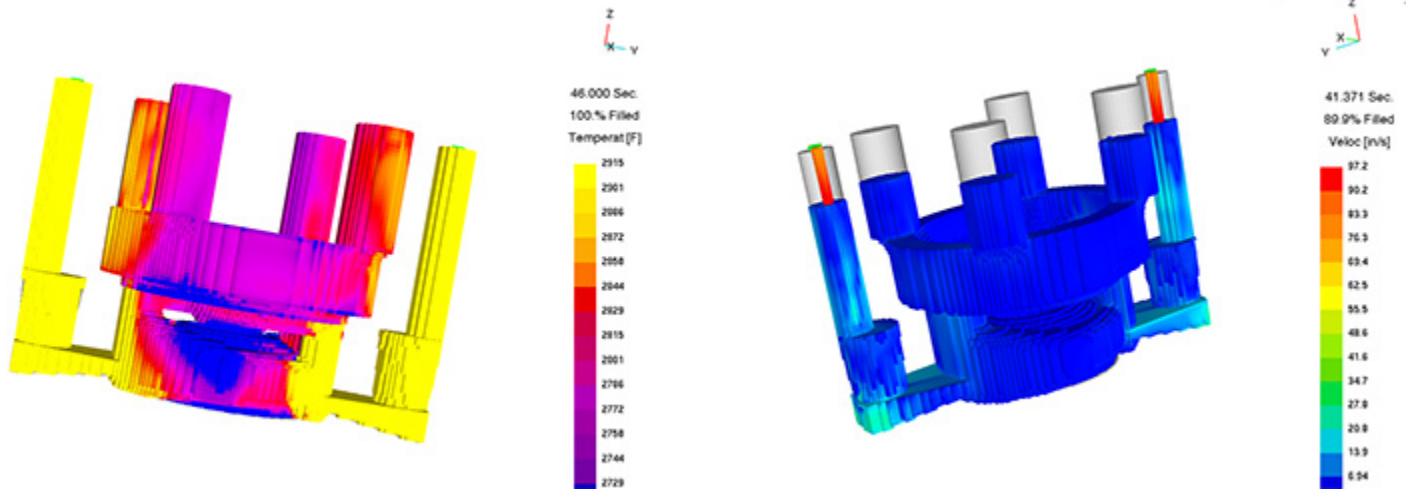 Z
X Y
46.000 Sec.
100.% Filled
Temperat [F]
2915
2901
2886
2872
2858
2844
2829
2815
2801
2786
2772
2758
2744
2729
Z
X
Y
41.371 Sec.
89.9% Filled
Veloc [in/s]
97.2
90.2
83.3
76.3
69.4
62.5
55.5
48.6
41.6
34.7
27.8
20.8
13.9
6.94